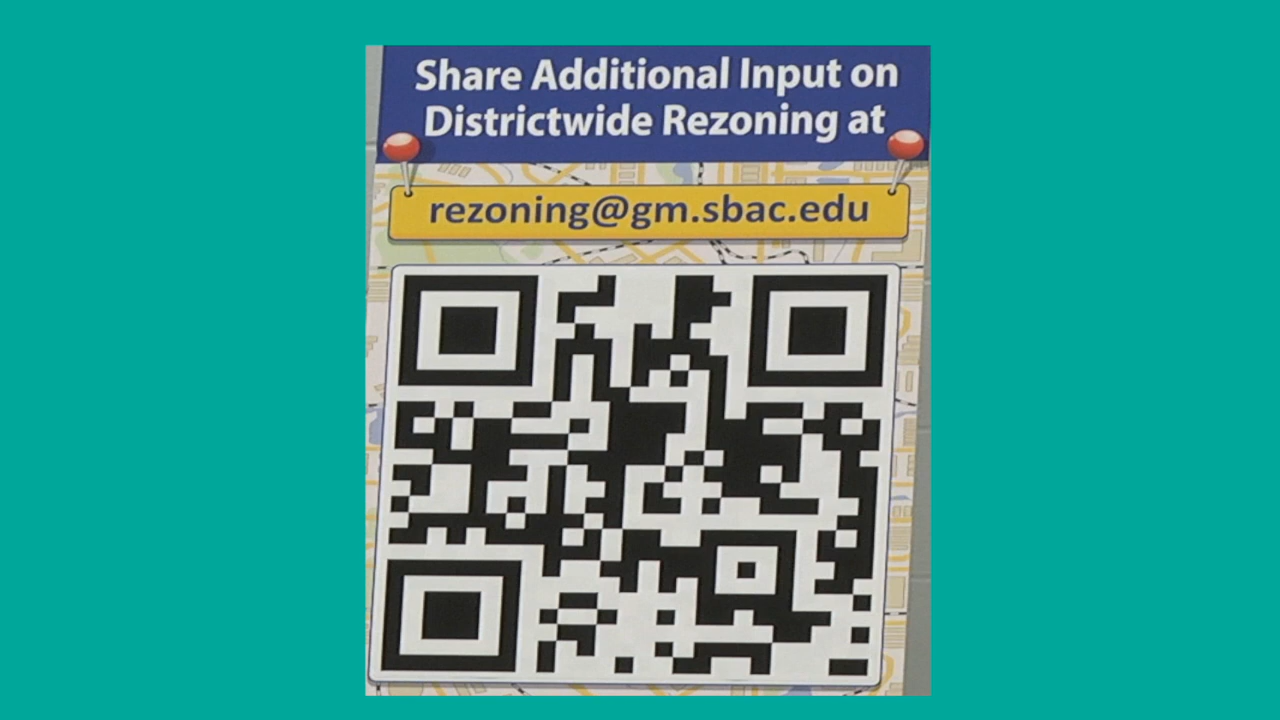 Share Additional Input on
Districtwide Rezoning at
rezoning@gm.sbac.edu